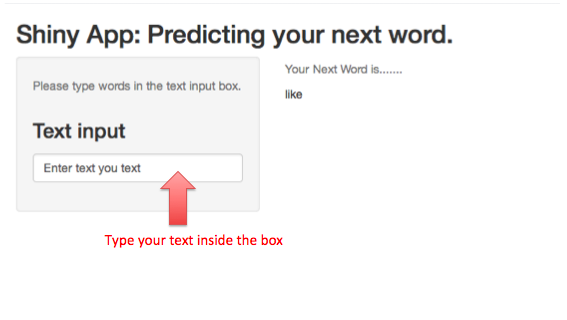 Shiny App: Predicting your next word.
Please type words in the text input box.
Text input
Enter text you text
Type your text inside the box
Your Next Word is.......
like